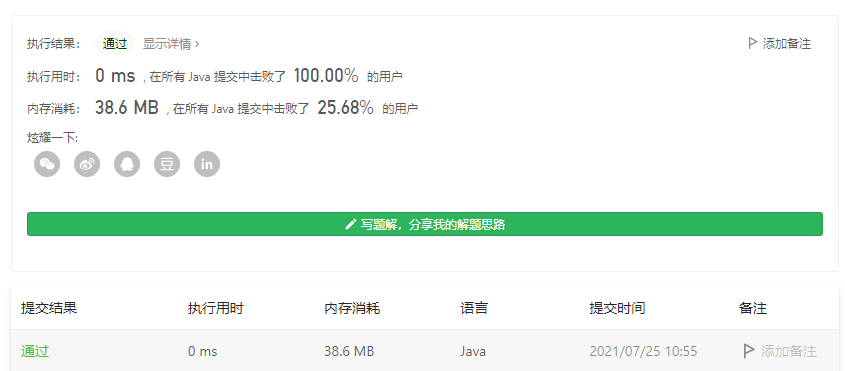 执行结果： 通过 显示详情 › 添加备注
执行用时： 0 ms , 在所有 Java 提交中击败了 100.00% 的用户
内存消耗： 38.6 MB , 在所有 Java 提交中击败了 25.68% 的用户
炫耀一下:
豆 in
写题解，分享我的解题思路
提交结果 执行用时 内存消耗 语言 提交时间 备注
通过 0 ms 38.6 MB Java 2021/07/25 10:55 添加备注